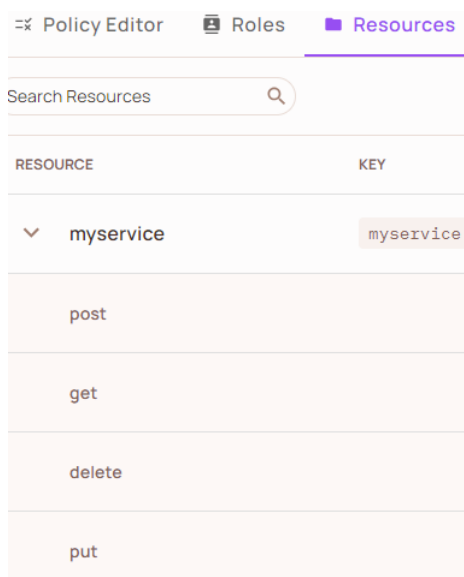 Policy Editor Roles Resources
Search Resources
RESOURCE KEY
myservice myservice
post
get
delete
put